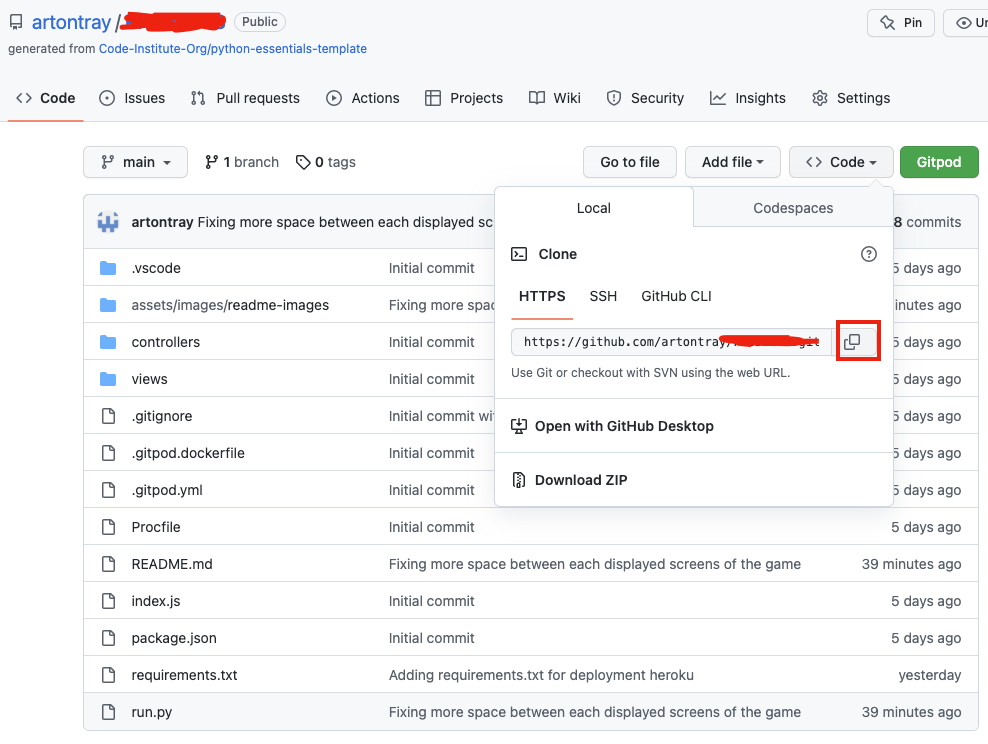 artontray/ Public Pin
generated from Code-Institute-Org/python-essentials-template
Code Issues Pull requests Actions Projects Wiki Security Insights Settings
main 1 branch 0 tags Go to file Add file Code Gitpod
artontray Fixing more space between each displayed sc 8 commits
Local Codespaces
Clone
HTTPS SSH GitHub CLI
https://github.com/artontray/
Use Git or checkout with SVN using the web URL.
Open with GitHub Desktop
Download ZIP
.vscode Initial commit 5 days ago
assets/images/readme-images Fixing more spac inutes ago
controllers Initial commit 5 days ago
views Initial commit 5 days ago
.gitignore Initial commit wi 5 days ago
.gitpod.dockerfile Initial commit 5 days ago
.gitpod.yml Initial commit 5 days ago
Procfile Initial commit 5 days ago
README.md Fixing more space between each displayed screens of the game 39 minutes ago
index.js Initial commit 5 days ago
package.json Initial commit 5 days ago
requirements.txt Adding requirements.txt for deployment heroku yesterday
run.py Fixing more space between each displayed screens of the game 39 minutes ago